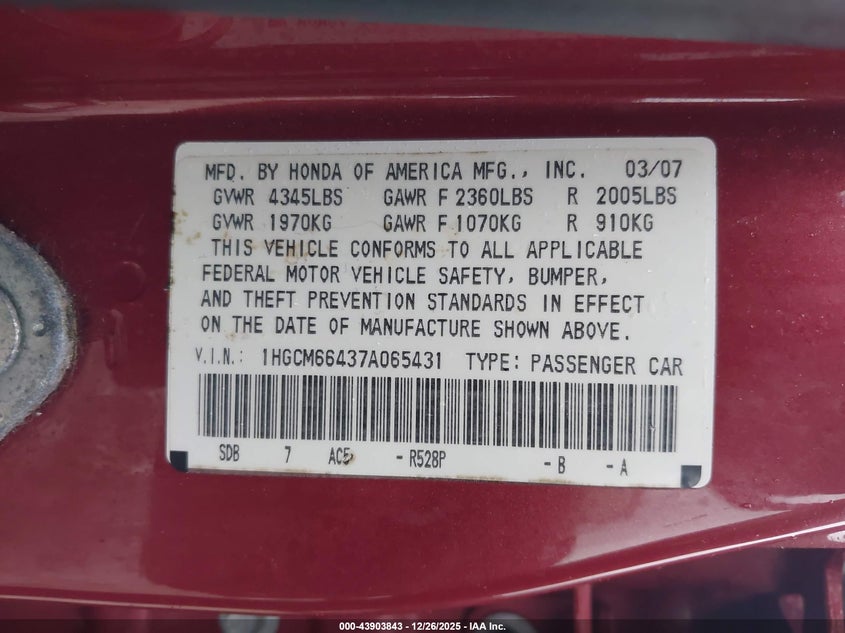 MFD. BY HONDA OF AMERICA MFG., INC. 03/07
GVWR 4345LBS GAWR F 2360LBS R 2005LBS
GVWR 1970KG GAWR F 1070KG R 910KG
THIS VEHICLE CONFORMS TO ALL APPLICABLE
FEDERAL MOTOR VEHICLE SAFETY, BUMPER,
AND THEFT PREVENTION STANDARDS IN EFFECT
ON THE DATE OF MANUFACTURE SHOWN ABOVE.
V.I.N.: 1HGCM66437A065431 TYPE: PASSENGER CAR
SDB 7 AC5 -R528P -B -A
000-43903843 - 12/26/2025 - IAA Inc.